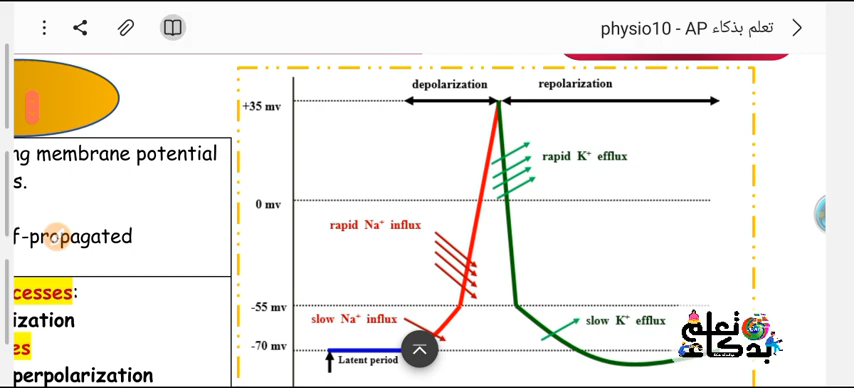 physio10 - AP تعلم بذكاء
depolarization
repolarization
+35 mv
ng membrane potential
s.
rapid K⁺ efflux
0 mv
rapid Na⁺ influx
f-propagated
cesses:
ization
es
perpolarization
-55 mv
slow Na⁺ influx
slow K⁺ efflux
-70 mv
Latent period
تعلم
بذكاء